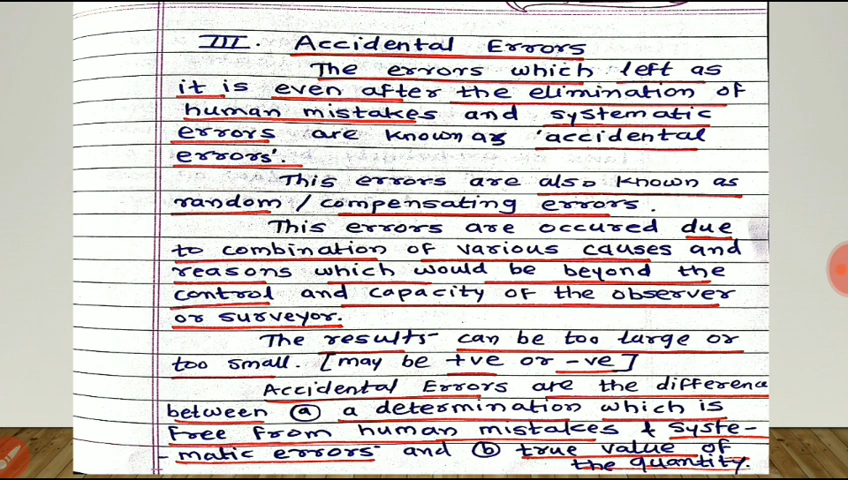 III. Accidental Errors
The errors which left as
it is even after the elimination of
human mistakes and systematic
errors are known as 'accidental
errors'.
This errors are also known as
random / compensating errors.
This errors are occured due
to combination of various causes and
reasons which would be beyond the
control and capacity of the observer
or surveyor.
The results can be too large or
too small. [may be +ve or -ve]
Accidental Errors are the differenc
between (a) a determination which is
free from human mistakes & syste-
-matic errors and (b) true value of
the quantity.